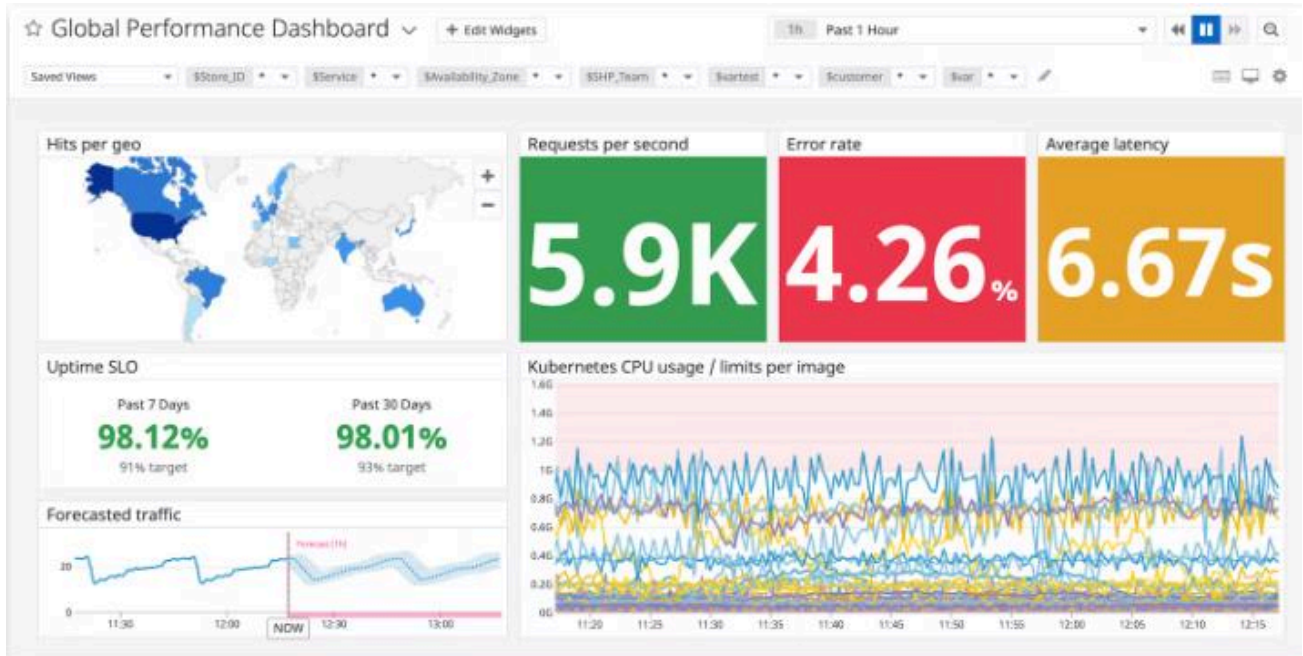 Global Performance Dashboard
+ Edit Widgets
1h Past 1 Hour
Saved Views
$Store_ID *
$Service *
$Availability_Zone *
$SHP_Team *
$vartest *
$customer *
$var *
Hits per geo
+
−
Requests per second
5.9K
Error rate
4.26%
Average latency
6.67s
Uptime SLO
Past 7 Days
98.12%
91% target
Past 30 Days
98.01%
93% target
Forecasted traffic
Forecast (1h)
20
0
11:30 12:00 NOW 12:30 13:00
Kubernetes CPU usage / limits per image
1.6G
1.4G
1.2G
1G
0.8G
0.6G
0.4G
0.2G
0G
11:20 11:25 11:30 11:35 11:40 11:45 11:50 11:55 12:00 12:05 12:10 12:15